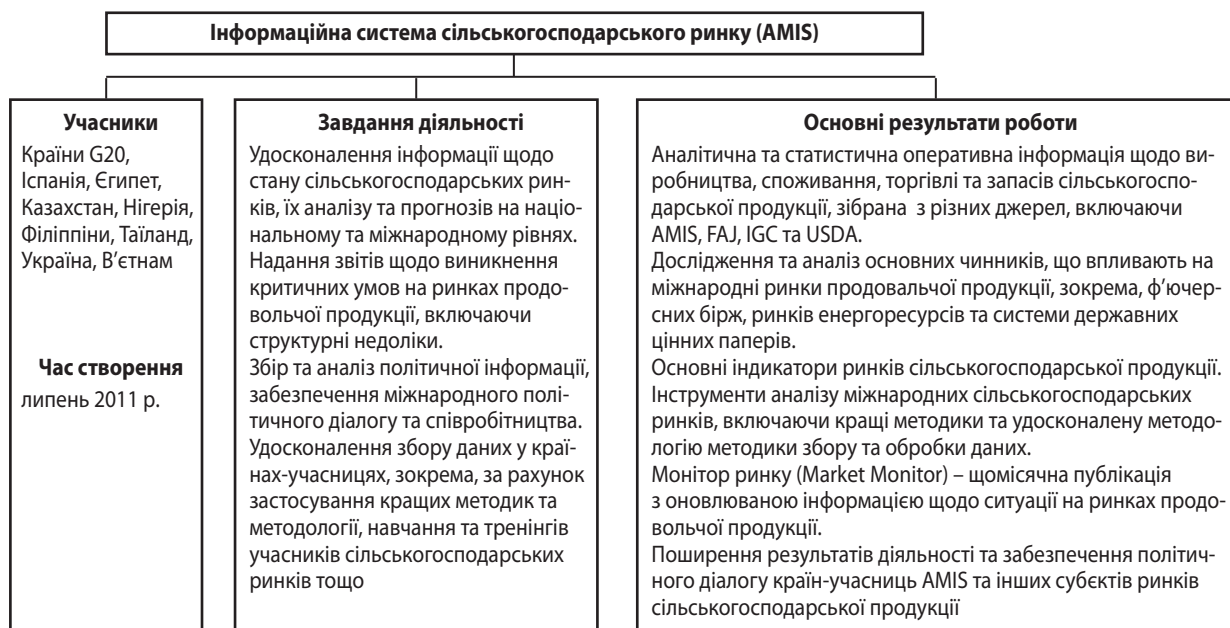 Інформаційна система сільськогосподарського ринку (AMIS)
Учасники
Країни G20,
Іспанія, Єгипет,
Казахстан, Нігерія,
Філіппіни, Таїланд,
Україна, В’єтнам
Час створення
липень 2011 р.
Завдання діяльності
Удосконалення інформації щодо
стану сільськогосподарських рин-
ків, їх аналізу та прогнозів на націо-
нальному та міжнародному рівнях.
Надання звітів щодо виникнення
критичних умов на ринках продо-
вольчої продукції, включаючи
структурні недоліки.
Збір та аналіз політичної інформації,
забезпечення міжнародного полі-
тичного діалогу та співробітництва.
Удосконалення збору даних у краї-
нах-учасницях, зокрема, за рахунок
застосування кращих методик та
методології, навчання та тренінгів
учасників сільськогосподарських
ринків тощо
Основні результати роботи
Аналітична та статистична оперативна інформація щодо ви-
робництва, споживання, торгівлі та запасів сільськогоспо-
дарської продукції, зібрана з різних джерел, включаючи
AMIS, FAJ, IGC та USDA.
Дослідження та аналіз основних чинників, що впливають на
міжнародні ринки продовальчої продукції, зокрема, ф’ючер-
сних бірж, ринків енергоресурсів та системи державних
цінних паперів.
Основні індикатори ринків сільськогосподарської продукції.
Інструменти аналізу міжнародних сільськогосподарських
ринків, включаючи кращі методики та удосконалену методо-
логію методики збору та обробки даних.
Монітор ринку (Market Monitor) – щомісячна публікація
з оновлюваною інформацією щодо ситуації на ринках продо-
вольчої продукції.
Поширення результатів діяльності та забезпечення політич-
ного діалогу країн-учасниць AMIS та інших субєктів ринків
сільськогосподарської продукції